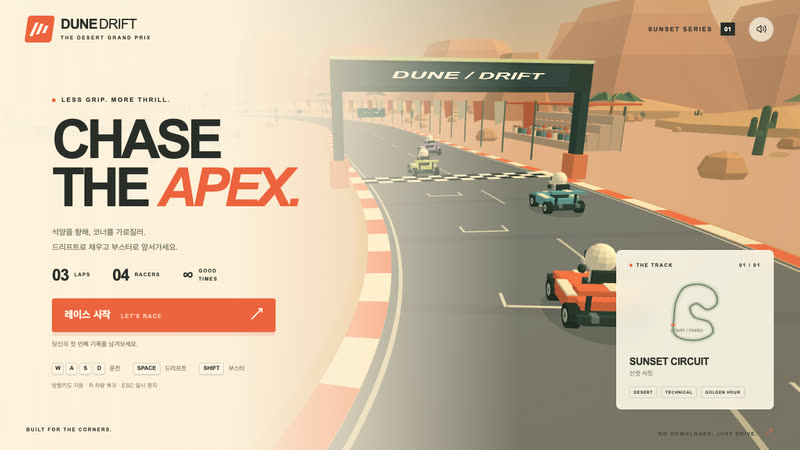 DUNEDRIFT
THE DESERT GRAND PRIX
SUNSET SERIES 01
DUNE / DRIFT
LESS GRIP. MORE THRILL.
CHASE
THE APEX.
석양을 향해, 코너를 가로질러.
드리프트로 채우고 부스터로 앞서가세요.
03 LAPS 04 RACERS ∞ GOOD TIMES
레이스 시작 LET'S RACE
당신의 첫 번째 기록을 남겨보세요.
W A S D 운전 SPACE 드리프트 SHIFT 부스터
방향키도 지원 · R 차량 복귀 · ESC 일시 정지
THE TRACK 01 / 01
START / FINISH
SUNSET CIRCUIT
선셋 서킷
DESERT TECHNICAL GOLDEN HOUR
BUILT FOR THE CORNERS.
NO DOWNLOADS. JUST DRIVE.